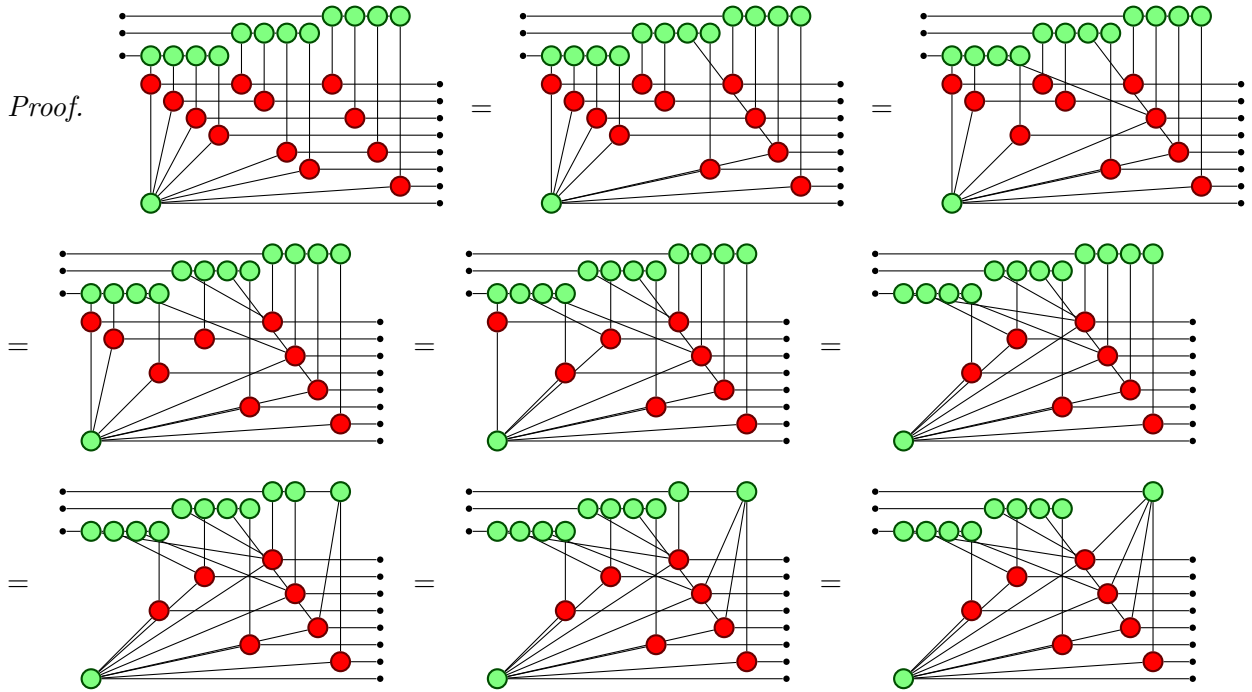 Proof. = =
= = =
= = =